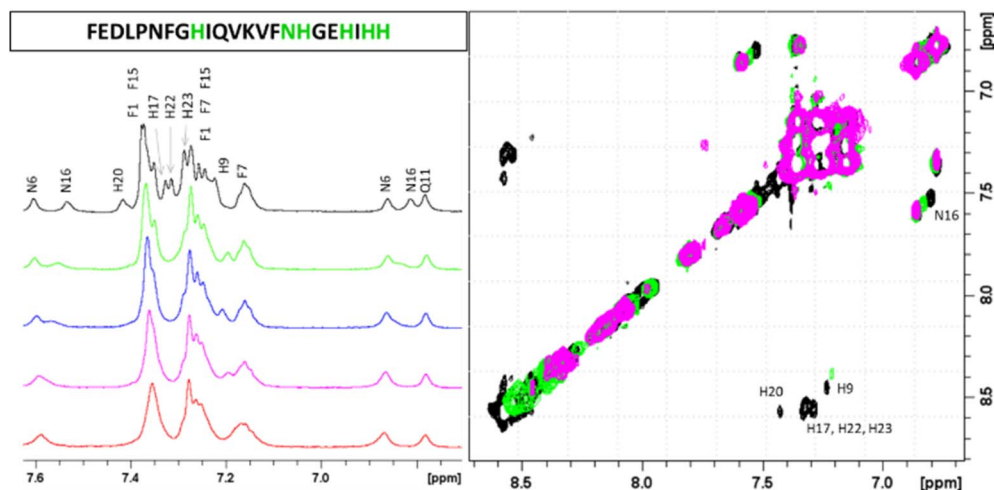 FEDLPNFGHIQVKVFNHGEHIHH
N6
N16
H20
F1 F15
H17
H22
H23
F1 F7 F15
H9
F7
N6
N16
Q11
7.6 7.4 7.2 7.0 [ppm]
[ppm]
7.0
7.5
8.0
8.5
N16
H20
H9
H17, H22, H23
8.5 8.0 7.5 7.0 [ppm]